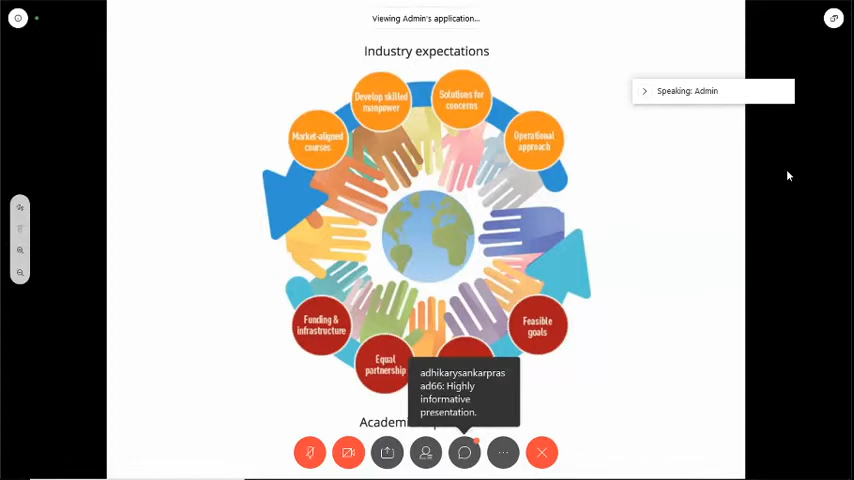 Viewing Admin's application...
Industry expectations
Speaking: Admin
Develop skilled
manpower
Solutions for
concerns
Market-aligned
courses
Operational
approach
Funding &
infrastructure
Feasible
goals
Equal
partnership
adhikarysankarpras
ad66: Highly
informative
presentation.